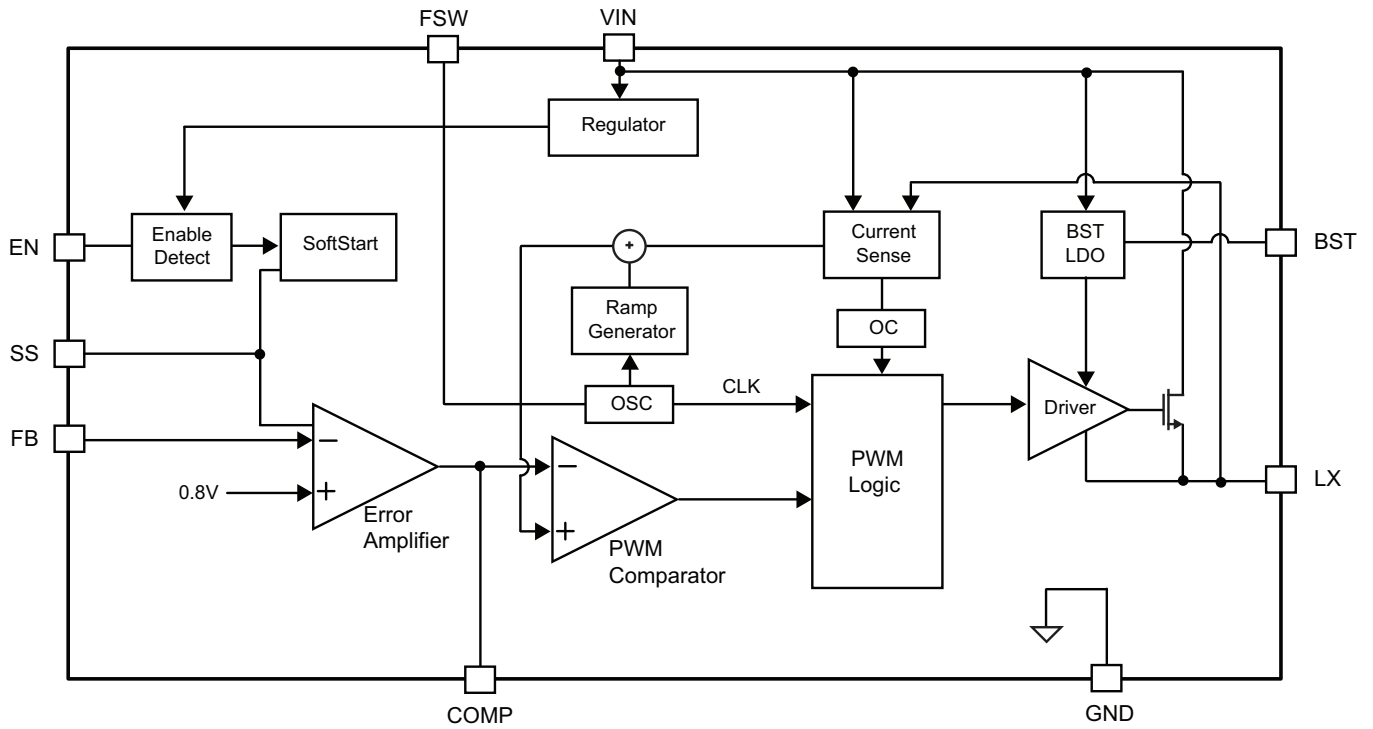 FSW
VIN
Regulator
EN
Enable
Detect
SoftStart
+
Current
Sense
BST
LDO
BST
Ramp
Generator
OC
SS
OSC
CLK
Driver
FB
−
0.8V
+
Error
Amplifier
−
+
PWM
Comparator
PWM
Logic
LX
COMP
GND